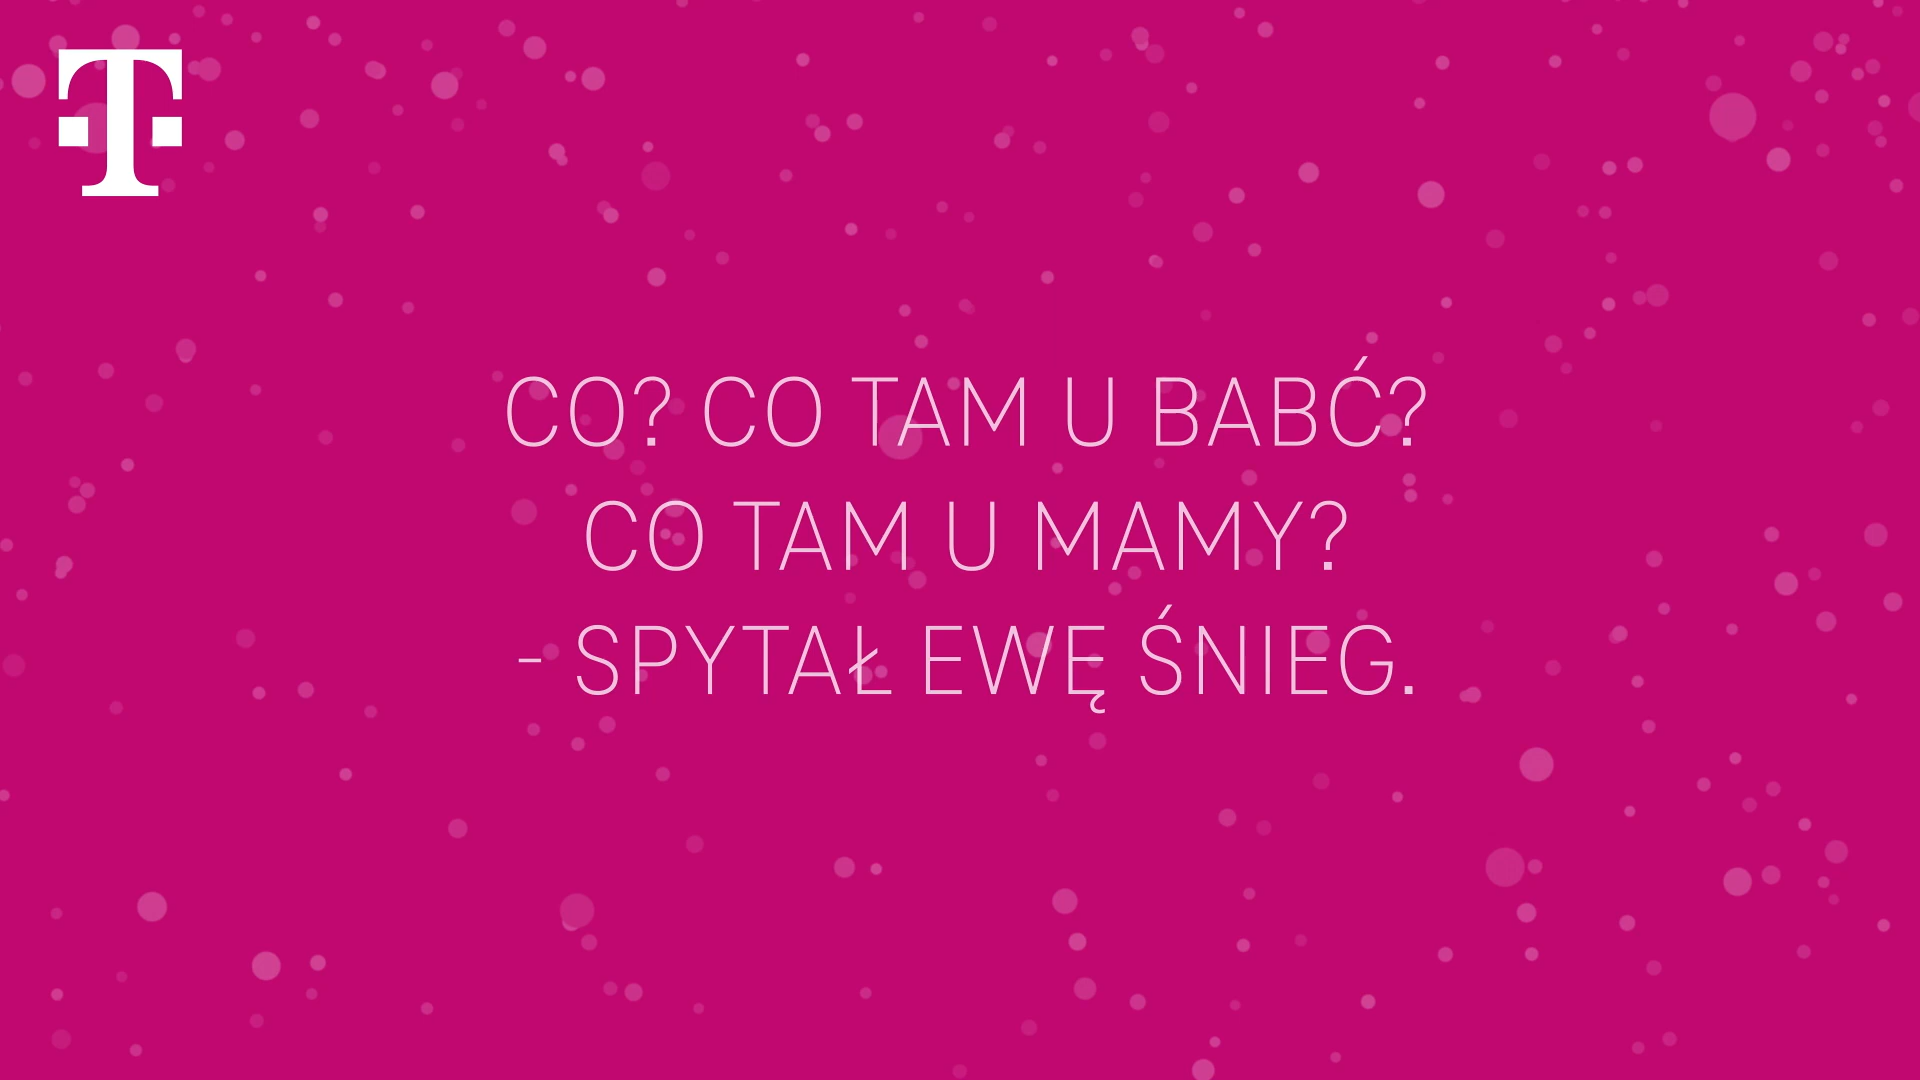 T
CO? CO TAM U BABĆ?
CO TAM U MAMY?
- SPYTAŁ EWĘ ŚNIEG.